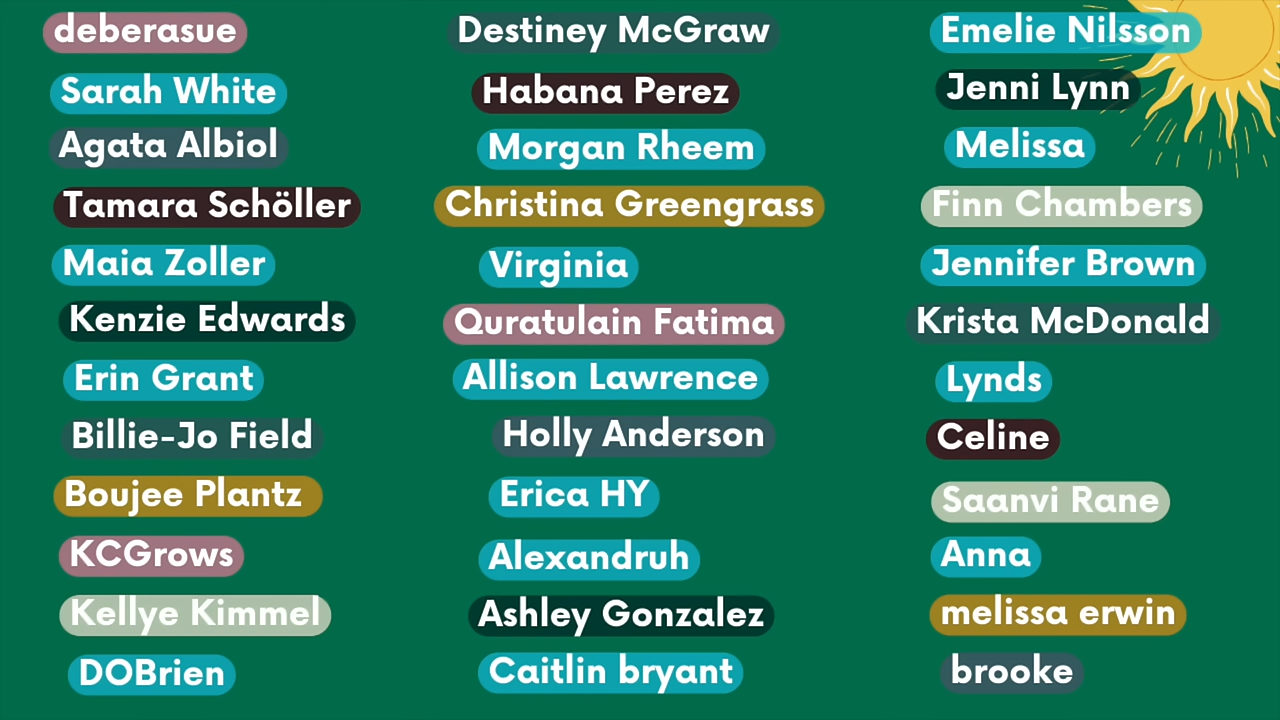 deberasue
Sarah White
Agata Albiol
Tamara Schöller
Maia Zoller
Kenzie Edwards
Erin Grant
Billie-Jo Field
Boujee Plantz
KCGrows
Kellye Kimmel
DOBrien
Destiney McGraw
Habana Perez
Morgan Rheem
Christina Greengrass
Virginia
Quratulain Fatima
Allison Lawrence
Holly Anderson
Erica HY
Alexandruh
Ashley Gonzalez
Caitlin bryant
Emelie Nilsson
Jenni Lynn
Melissa
Finn Chambers
Jennifer Brown
Krista McDonald
Lynds
Celine
Saanvi Rane
Anna
melissa erwin
brooke